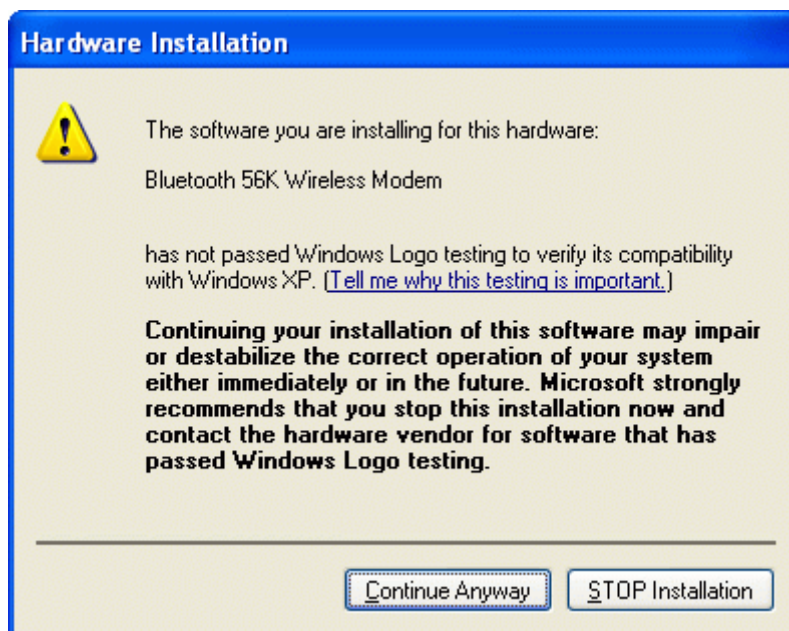 Hardware Installation
The software you are installing for this hardware:
Bluetooth 56K Wireless Modem
has not passed Windows Logo testing to verify its compatibility
with Windows XP. (Tell me why this testing is important.)
Continuing your installation of this software may impair
or destabilize the correct operation of your system
either immediately or in the future. Microsoft strongly
recommends that you stop this installation now and
contact the hardware vendor for software that has
passed Windows Logo testing.
Continue Anyway
STOP Installation